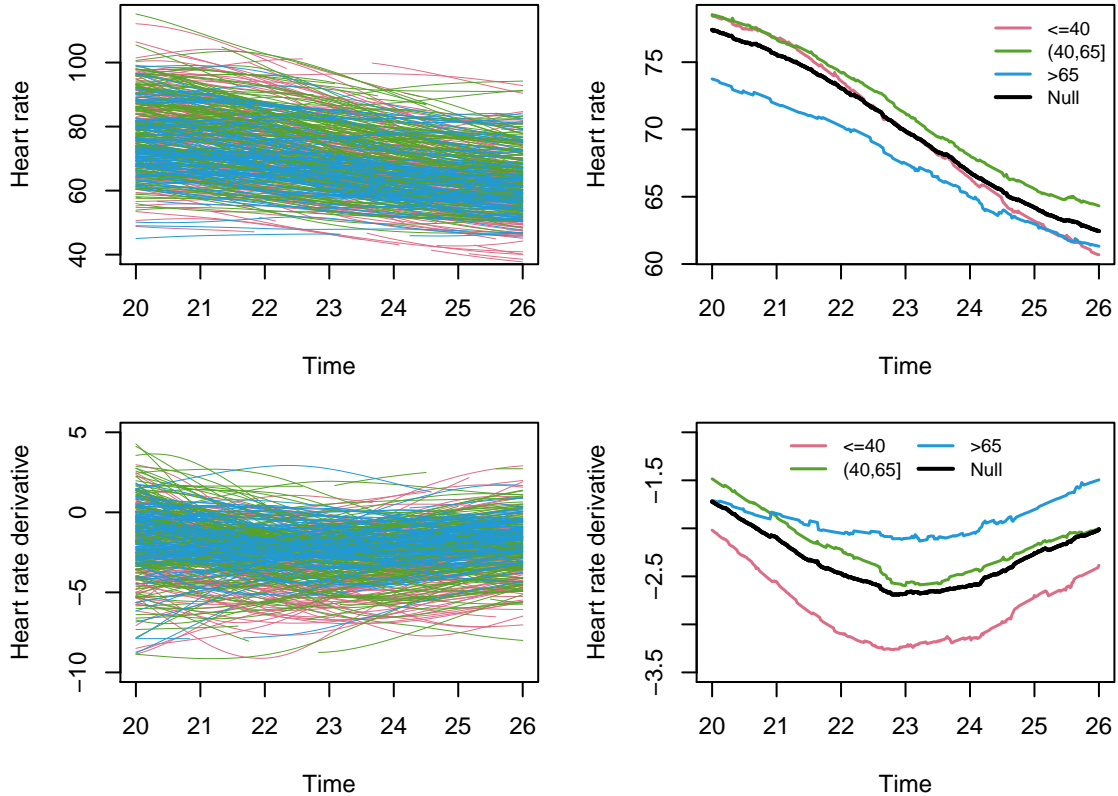 Heart rate
100
80
60
40
20 21 22 23 24 25 26
Time
Heart rate
75
70
65
60
<=40
(40,65]
>65
Null
20 21 22 23 24 25 26
Time
Heart rate derivative
5
0
−5
−10
20 21 22 23 24 25 26
Time
Heart rate derivative
−1.5
−2.5
−3.5
<=40 >65
(40,65] Null
20 21 22 23 24 25 26
Time